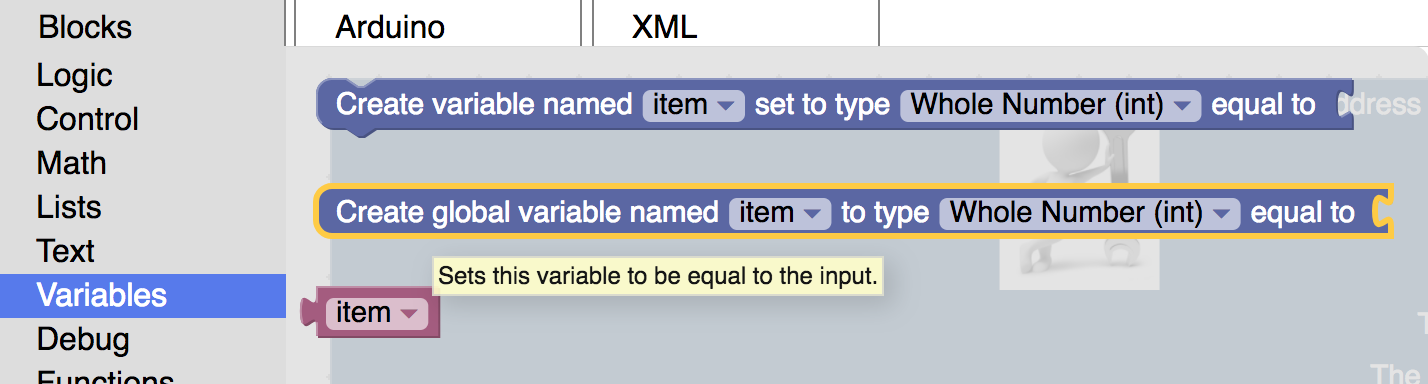 Blocks
Arduino
XML
Logic
Control
Math
Lists
Text
Variables
Debug
Functions
Create variable named item set to type Whole Number (int) equal to
Create global variable named item to type Whole Number (int) equal to
Sets this variable to be equal to the input.
item
The